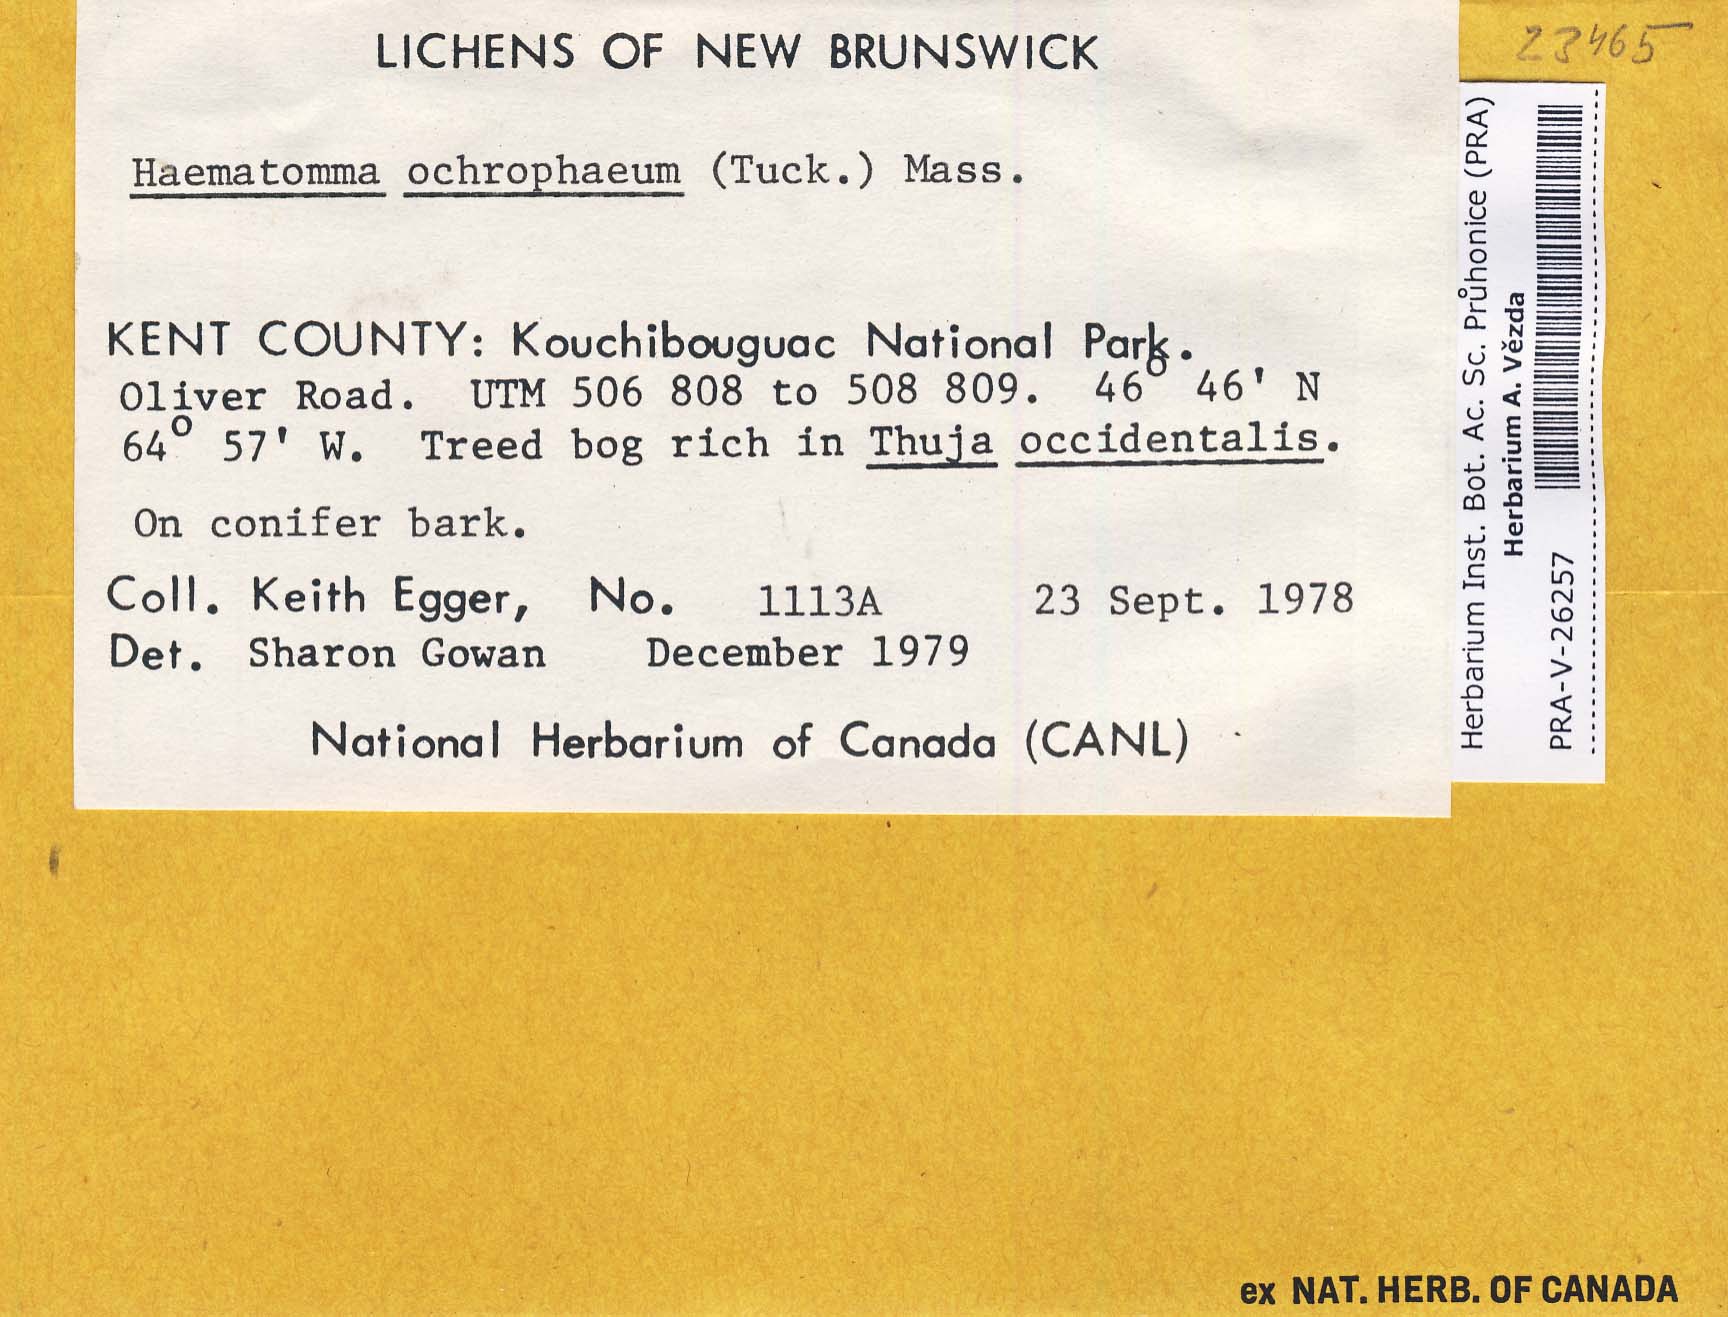 LICHENS OF NEW BRUNSWICK
Haematomma ochrophaeum (Tuck.) Mass.
KENT COUNTY: Kouchibouguac National Park.
Oliver Road. UTM 506 808 to 508 809. 46° 46' N
64° 57' W. Treed bog rich in Thuja occidentalis.
On conifer bark.
Coll. Keith Egger, No. 1113A 23 Sept. 1978
Det. Sharon Gowan December 1979
National Herbarium of Canada (CANL)
23465
Herbarium Inst. Bot. Ac. Sc. Průhonice (PRA)
Herbarium A. Vězda
PRA-V-26257
ex NAT. HERB. OF CANADA